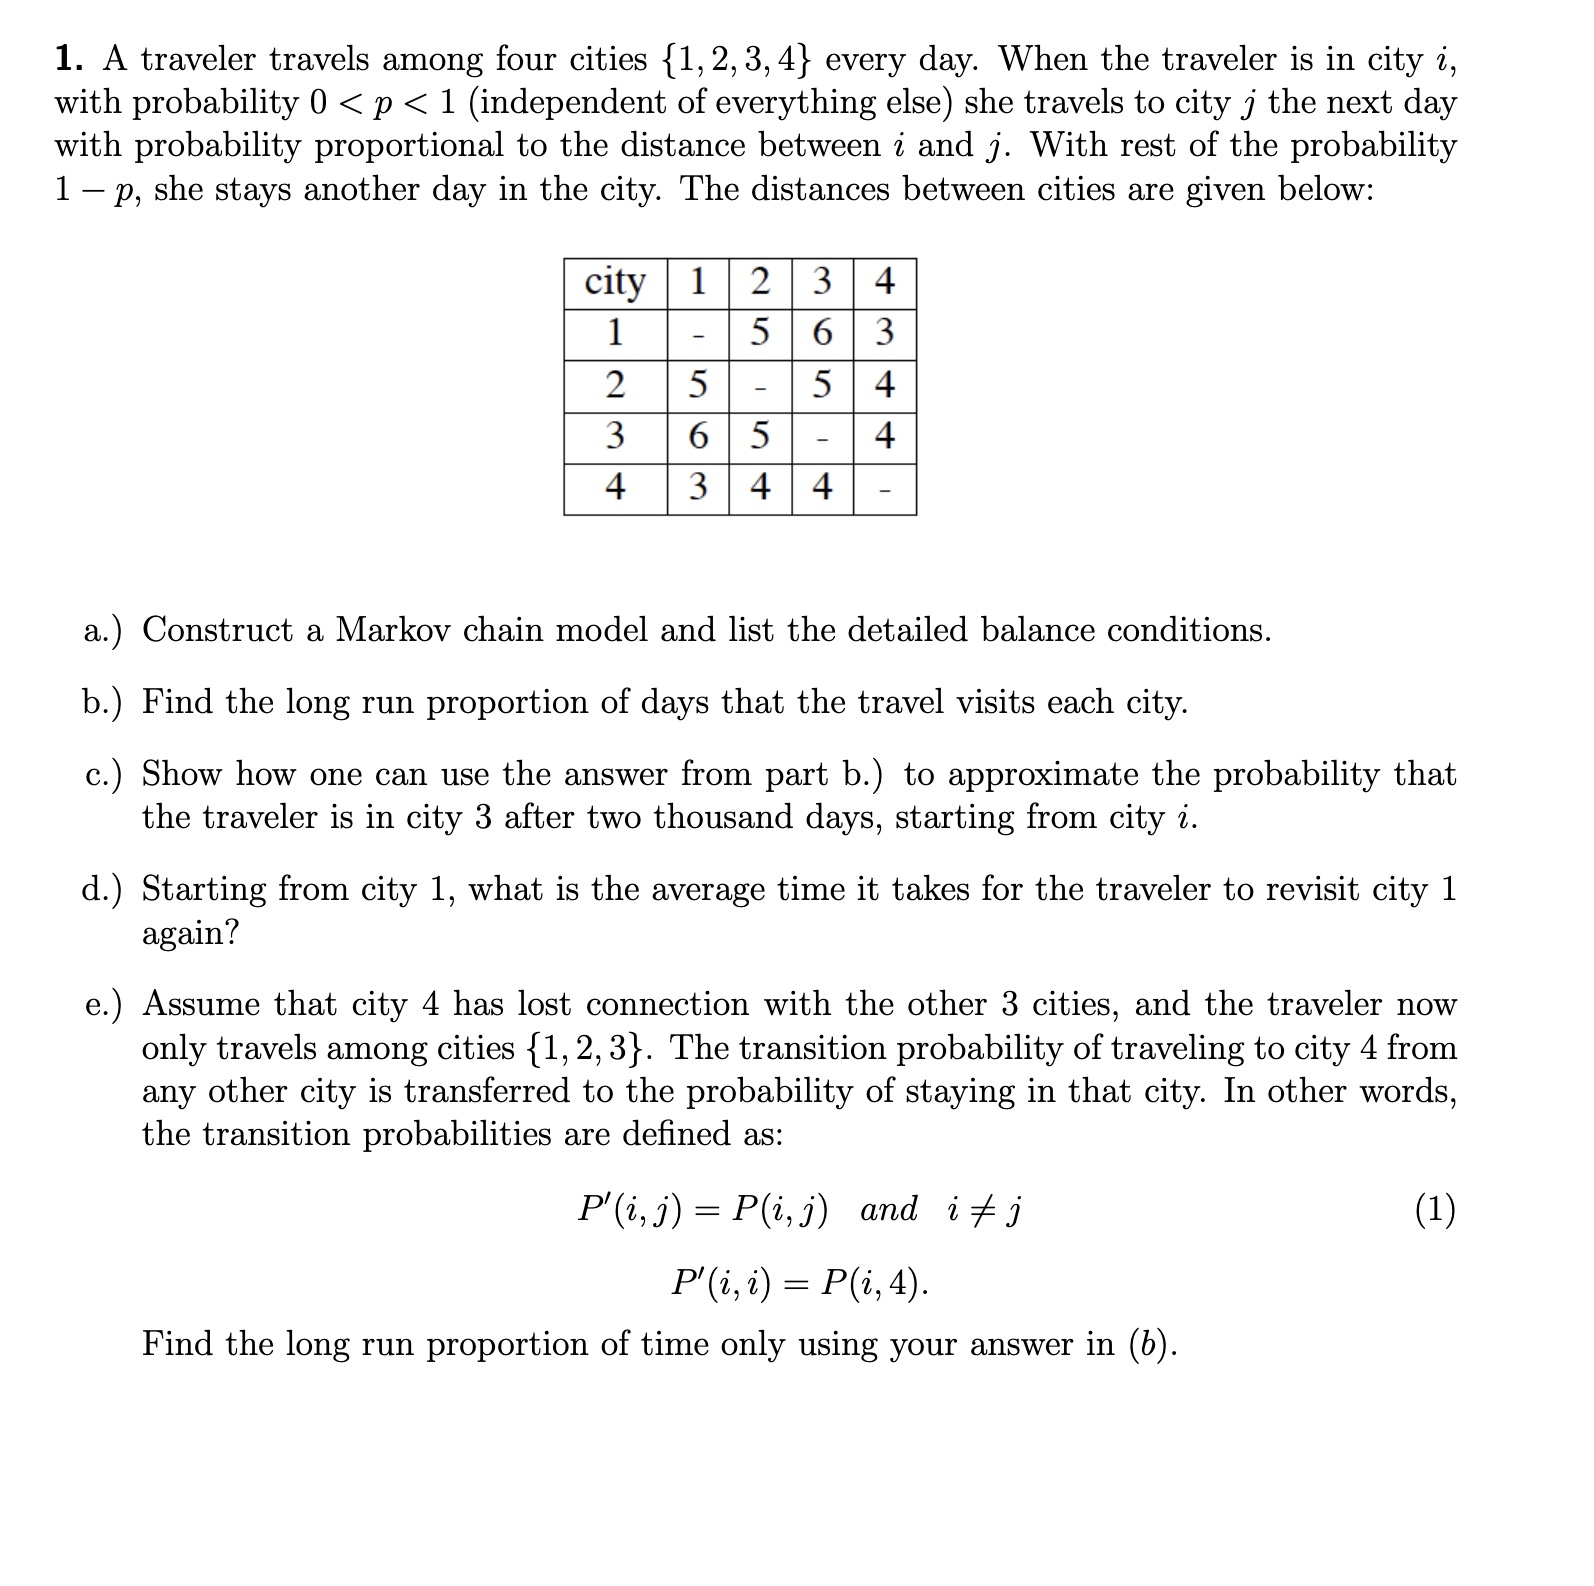 1. A traveler travels among four cities {1, 2, 3, 4} every day. When the traveler is in city i,
with probability 0 < p < 1 (independent of everything else) she travels to city j the next day
with probability proportional to the distance between i and j. With rest of the probability
1 − p, she stays another day in the city. The distances between cities are given below:
city 1 2 3 4
1 - 5 6 3
2 5 - 5 4
3 6 5 - 4
4 3 4 4 -
a.) Construct a Markov chain model and list the detailed balance conditions.
b.) Find the long run proportion of days that the travel visits each city.
c.) Show how one can use the answer from part b.) to approximate the probability that
the traveler is in city 3 after two thousand days, starting from city i.
d.) Starting from city 1, what is the average time it takes for the traveler to revisit city 1
again?
e.) Assume that city 4 has lost connection with the other 3 cities, and the traveler now
only travels among cities {1, 2, 3}. The transition probability of traveling to city 4 from
any other city is transferred to the probability of staying in that city. In other words,
the transition probabilities are defined as:
P′(i, j) = P(i, j) and i ≠ j (1)
P′(i, i) = P(i, 4).
Find the long run proportion of time only using your answer in (b).